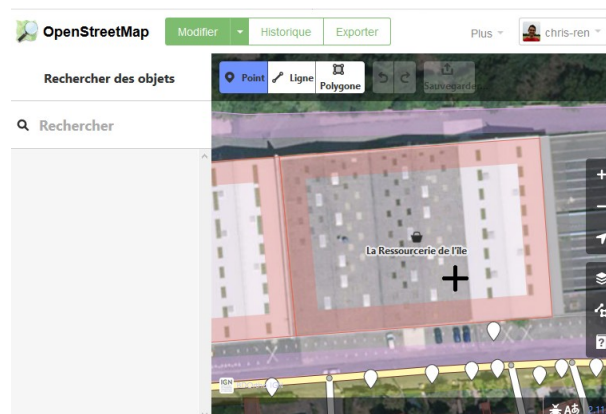 OpenStreetMap
Modifier
Historique
Exporter
Plus
chris-ren
Rechercher des objets
Point
Ligne
Polygone
Sauvegarder
Rechercher
La Ressourcerie de l'île
IGN